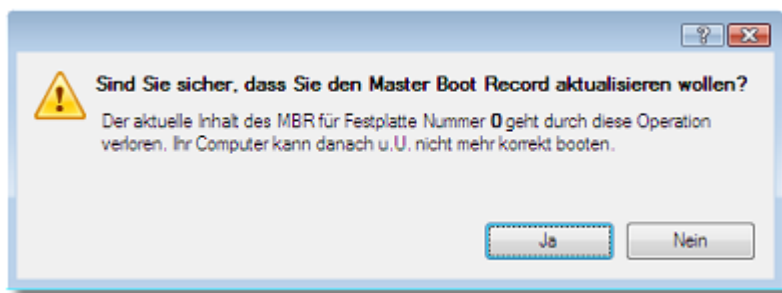 Sind Sie sicher, dass Sie den Master Boot Record aktualisieren wollen?
Der aktuelle Inhalt des MBR für Festplatte Nummer 0 geht durch diese Operation
verloren. Ihr Computer kann danach u.U. nicht mehr korrekt booten.
Ja Nein